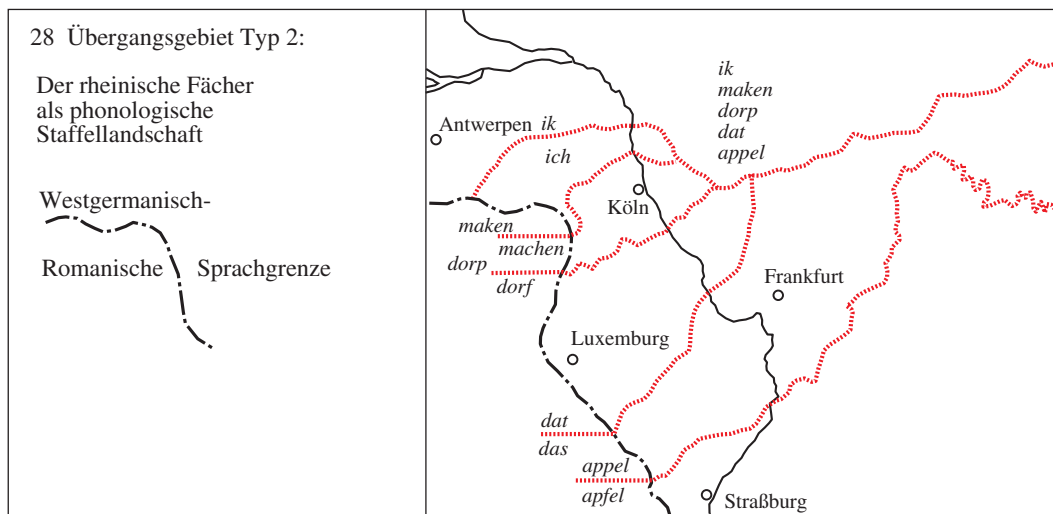 28 Übergangsgebiet Typ 2:
Der rheinische Fächer
als phonologische
Staffellandschaft
Westgermanisch-
Romanische Sprachgrenze
ik
maken
dorp
dat
appel
Antwerpen
ik
ich
Köln
maken
machen
dorp
dorf
Frankfurt
Luxemburg
dat
das
appel
apfel
Straßburg